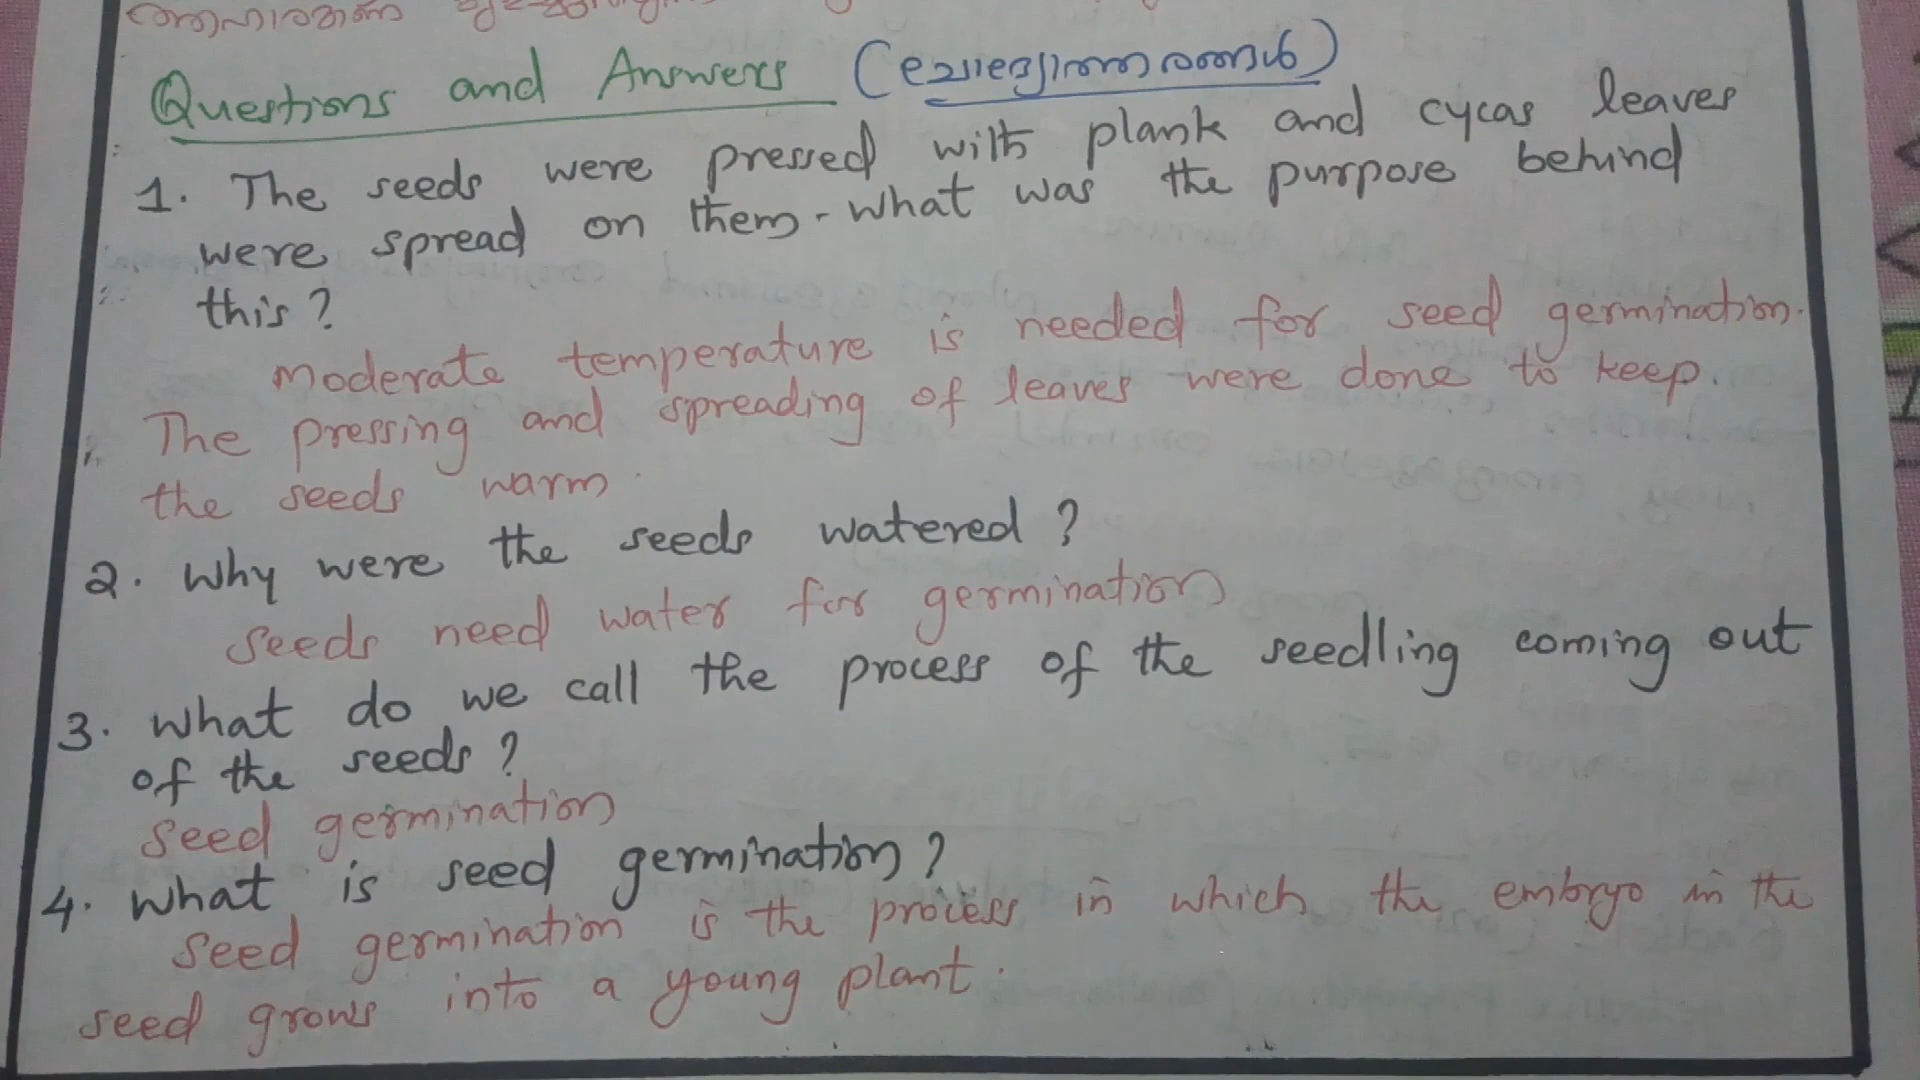 Questions and Answers (ചോദ്യോത്തരങ്ങൾ)
1. The seeds were pressed with plank and cycas leaves
were spread on them. what was the purpose behind
this?
Moderate temperature is needed for seed germination.
The pressing and spreading of leaves were done to keep.
the seeds warm.
2. Why were the seeds watered?
Seeds need water for germination
3. What do we call the process of the seedling coming out
of the seeds?
Seed germination
4. What is seed germination?
Seed germination is the process in which the embryo in the
seed grows into a young plant.